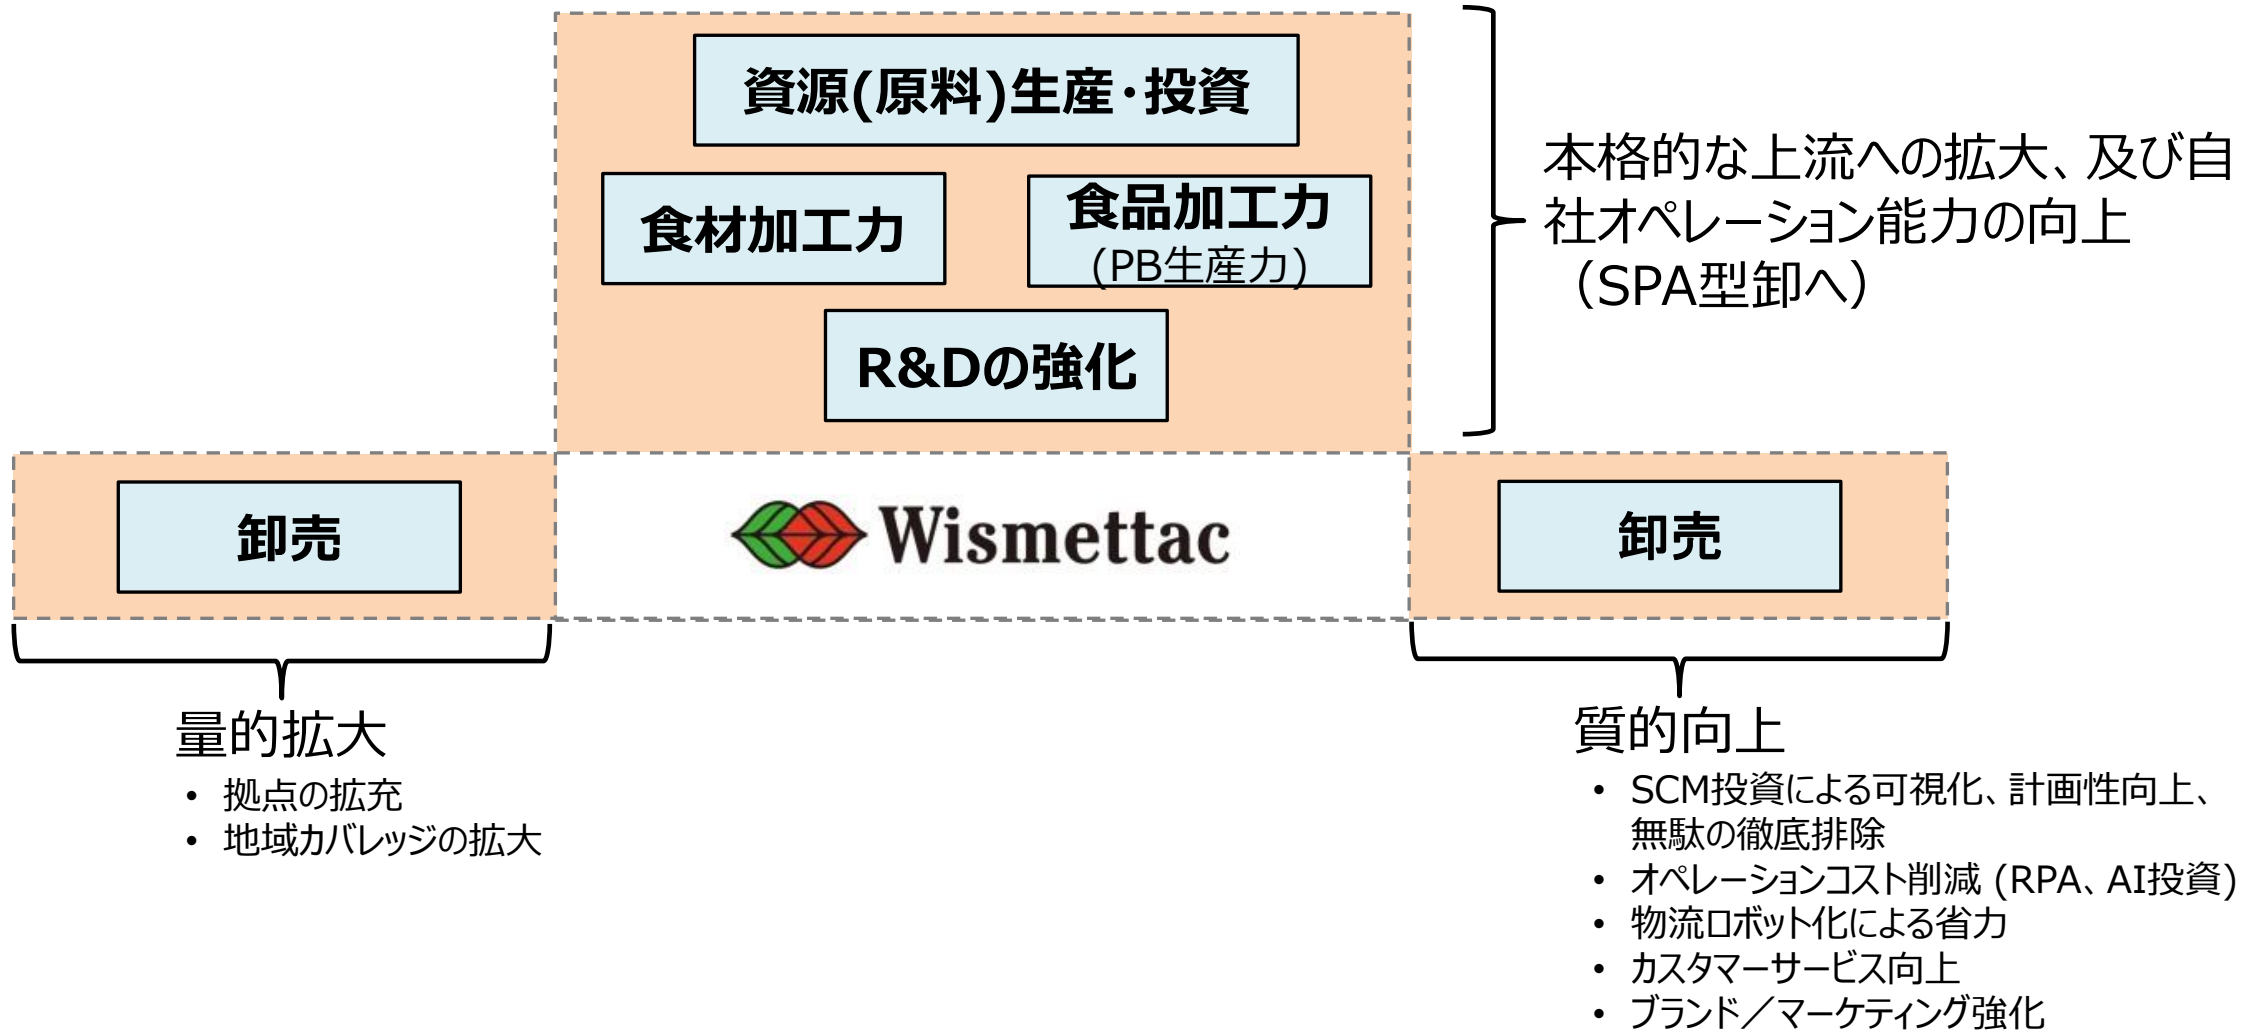 資源(原料)生産・投資
食材加工力
食品加工力
(PB生産力)
R&Dの強化
本格的な上流への拡大、及び自
社オペレーション能力の向上
（SPA型卸へ）
卸売
Wismettac
卸売
量的拡大
• 拠点の拡充
• 地域カバレッジの拡大
質的向上
• SCM投資による可視化、計画性向上、
無駄の徹底排除
• オペレーションコスト削減 (RPA、AI投資)
• 物流ロボット化による省力
• カスタマーサービス向上
• ブランド／マーケティング強化